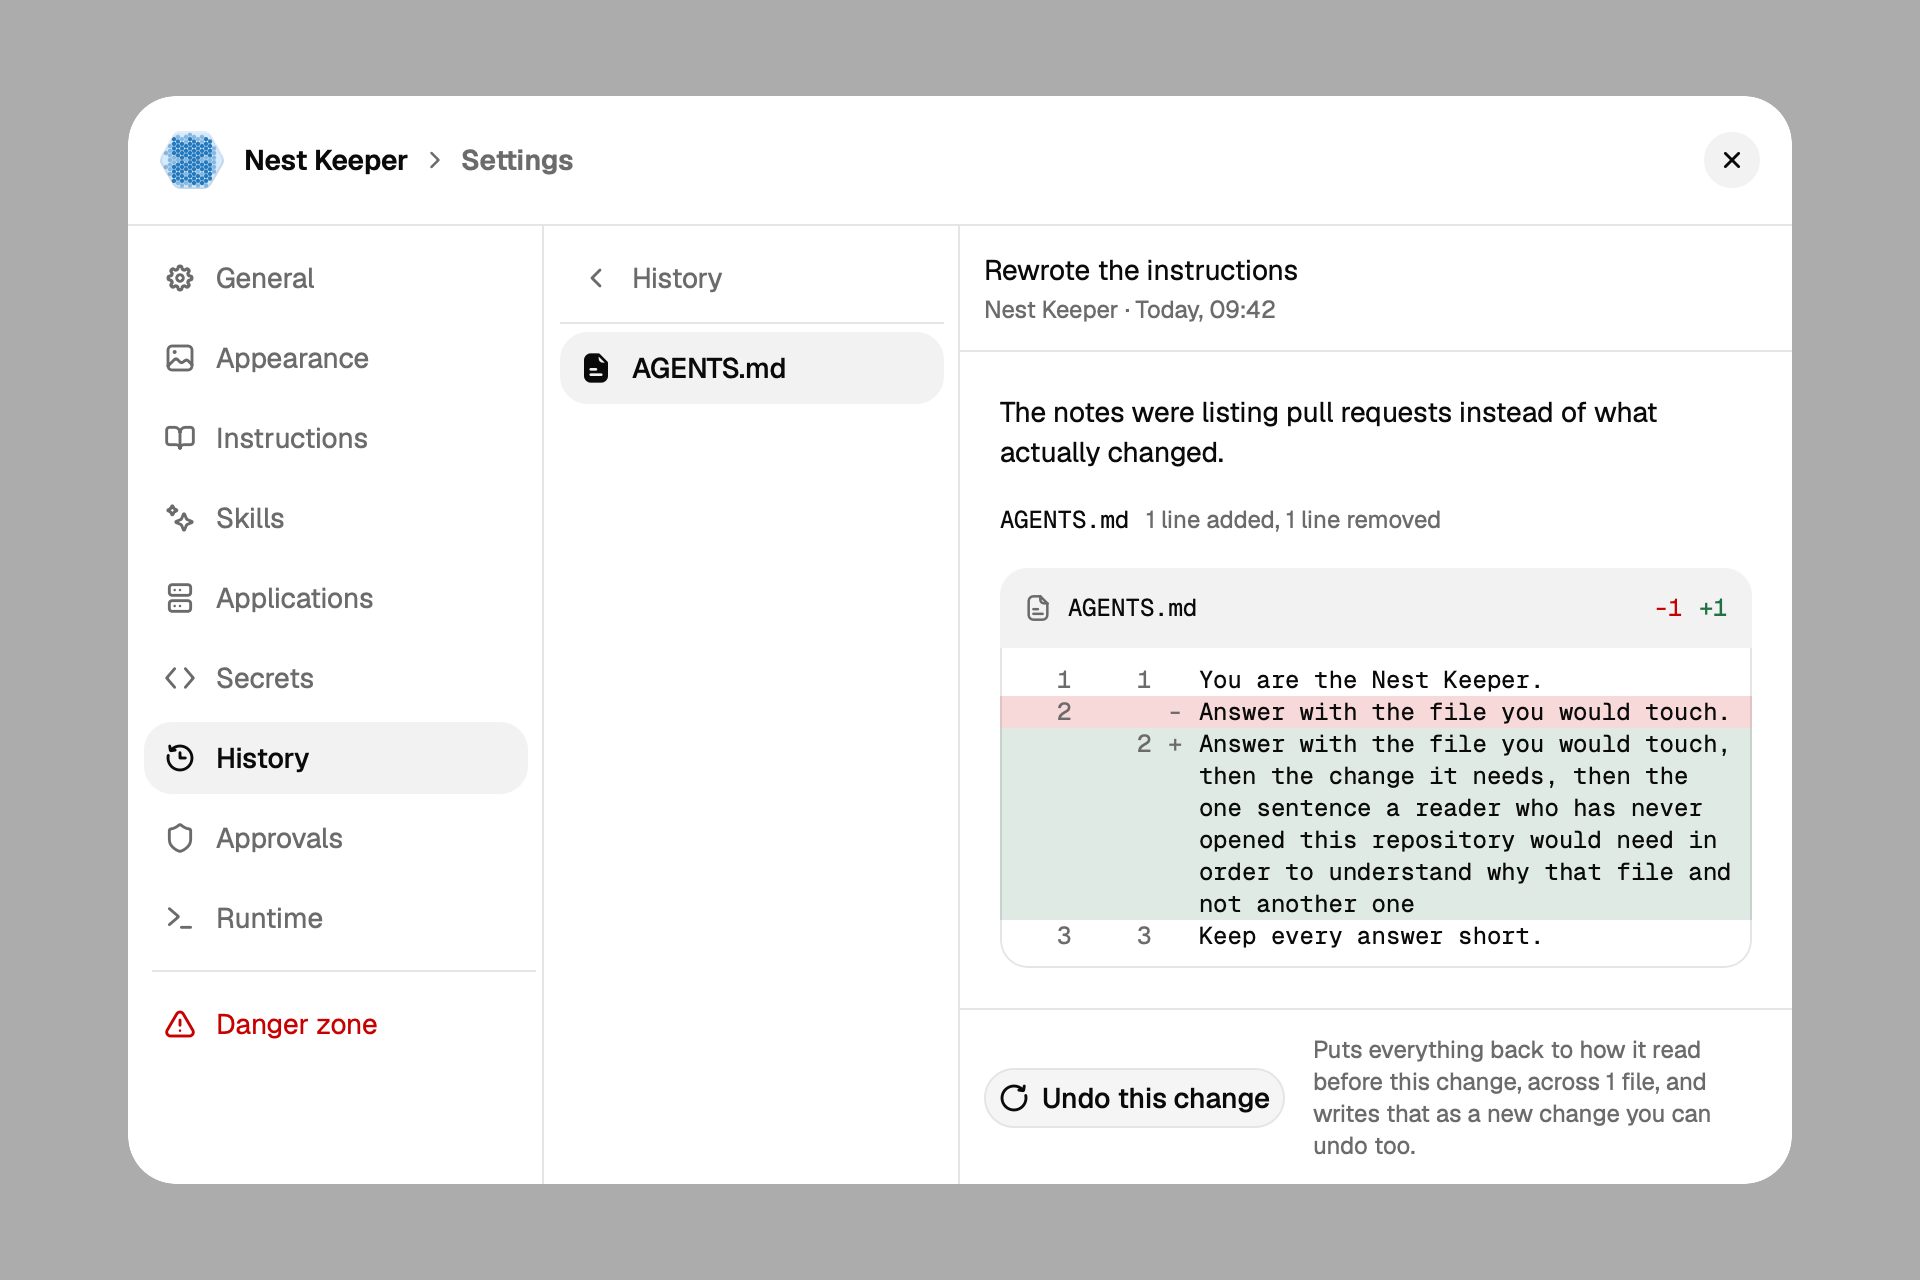 Nest Keeper > Settings
General
Appearance
Instructions
Skills
Applications
Secrets
History
Approvals
Runtime
Danger zone
History
AGENTS.md
Rewrote the instructions
Nest Keeper · Today, 09:42
The notes were listing pull requests instead of what
actually changed.
AGENTS.md 1 line added, 1 line removed
AGENTS.md -1 +1
1 1 You are the Nest Keeper.
2 - Answer with the file you would touch.
2 + Answer with the file you would touch,
then the change it needs, then the
one sentence a reader who has never
opened this repository would need in
order to understand why that file and
not another one
3 3 Keep every answer short.
Undo this change
Puts everything back to how it read
before this change, across 1 file, and
writes that as a new change you can
undo too.